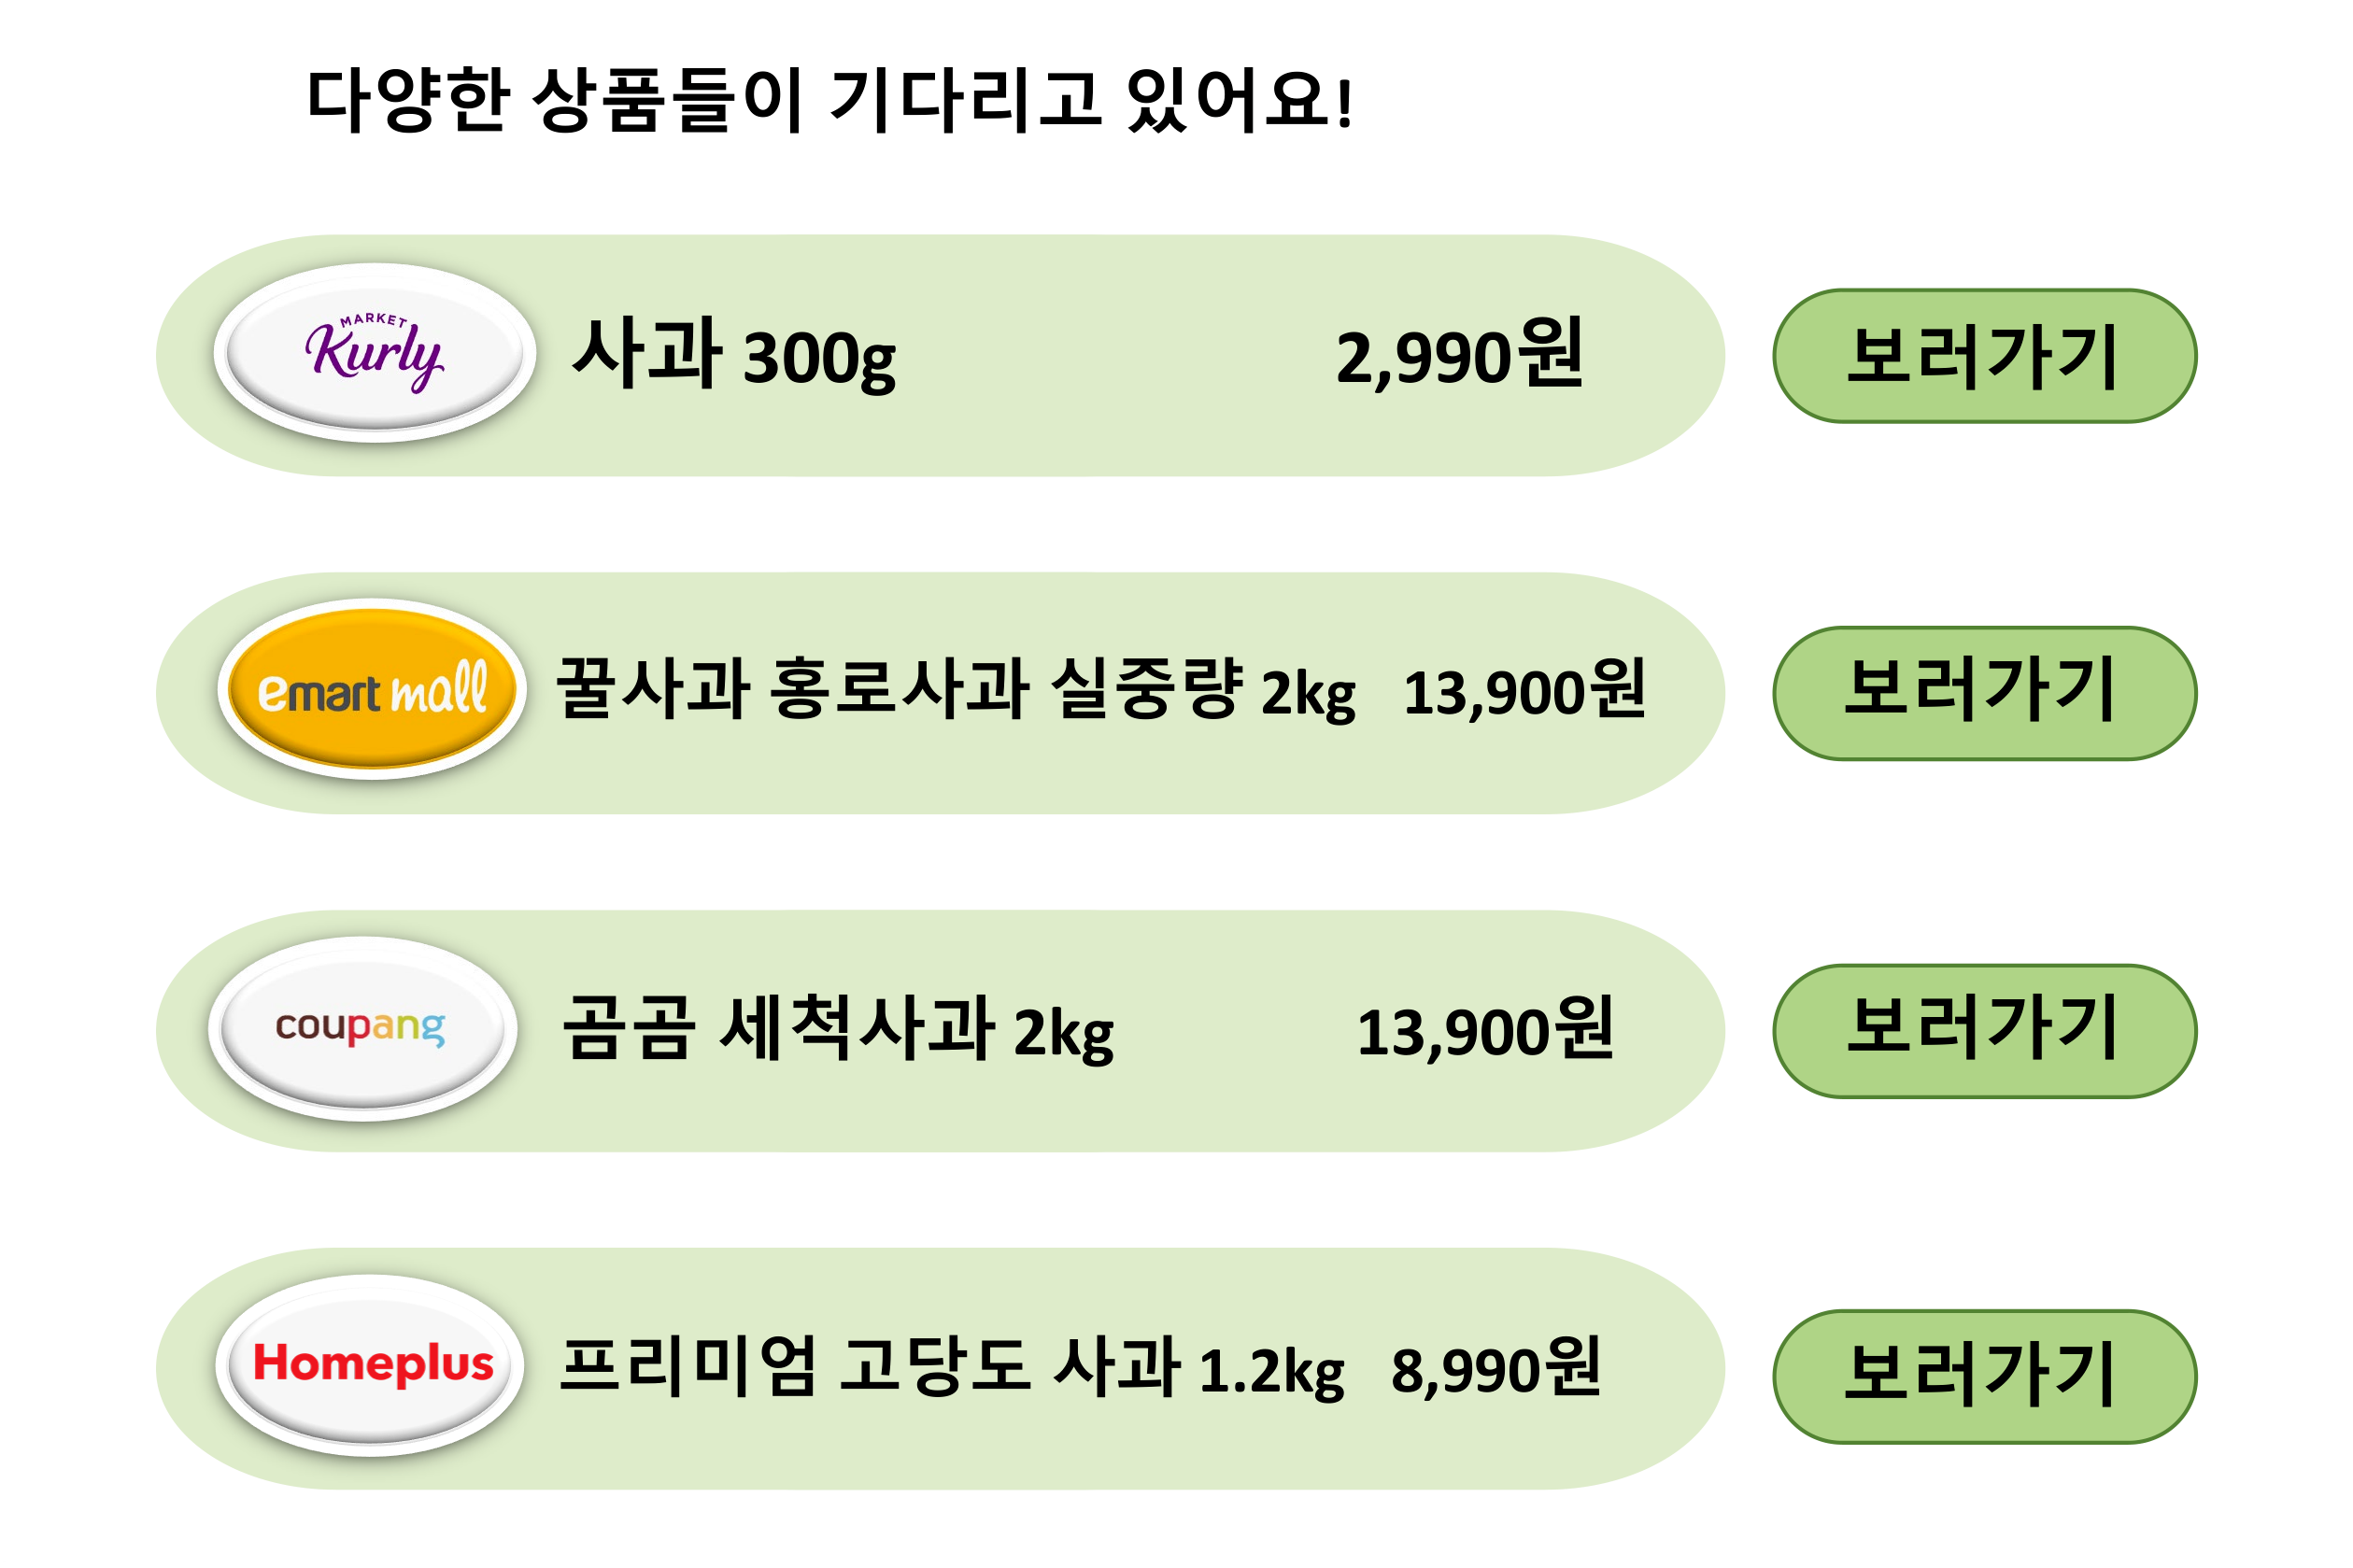 다양한 상품들이 기다리고 있어요!
MARKET
Kurly
사과 300g 2,990원 보러가기
emart mall 꿀사과 홍로사과 실중량 2kg 13,900원 보러가기
coupang 곰곰 세척사과 2kg 13,900원 보러가기
Homeplus 프리미엄 고당도 사과 1.2kg 8,990원 보러가기